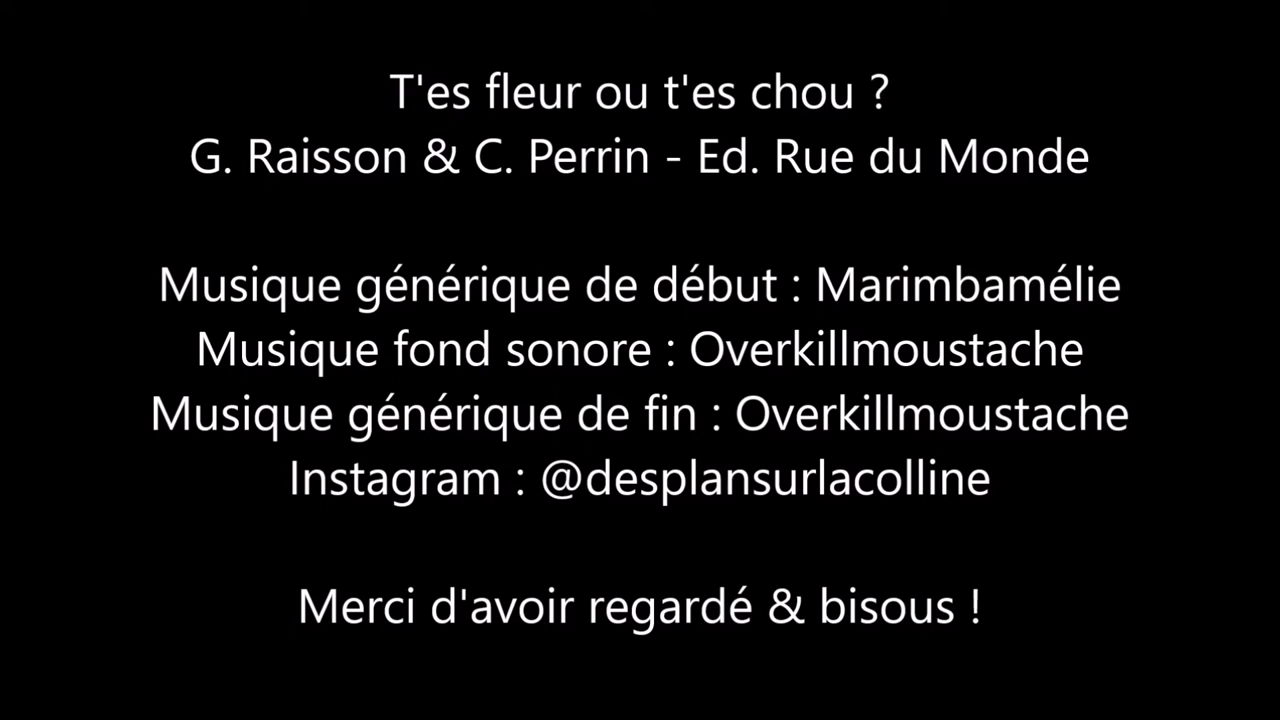 T'es fleur ou t'es chou ?
G. Raisson & C. Perrin - Ed. Rue du Monde
Musique générique de début : Marimbamélie
Musique fond sonore : Overkillmoustache
Musique générique de fin : Overkillmoustache
Instagram : @desplansurlacolline
Merci d'avoir regardé & bisous !